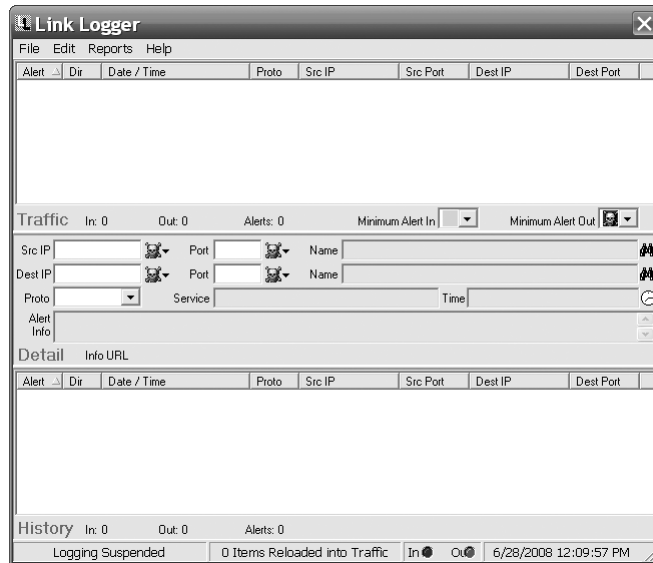 Link Logger
File Edit Reports Help
Alert Dir Date / Time Proto Src IP Src Port Dest IP Dest Port
Traffic In: 0 Out: 0 Alerts: 0 Minimum Alert In Minimum Alert Out
Src IP Port Name
Dest IP Port Name
Proto Service Time
Alert Info
Detail Info URL
Alert Dir Date / Time Proto Src IP Src Port Dest IP Dest Port
History In: 0 Out: 0 Alerts: 0
Logging Suspended 0 Items Reloaded into Traffic In Out 6/28/2008 12:09:57 PM